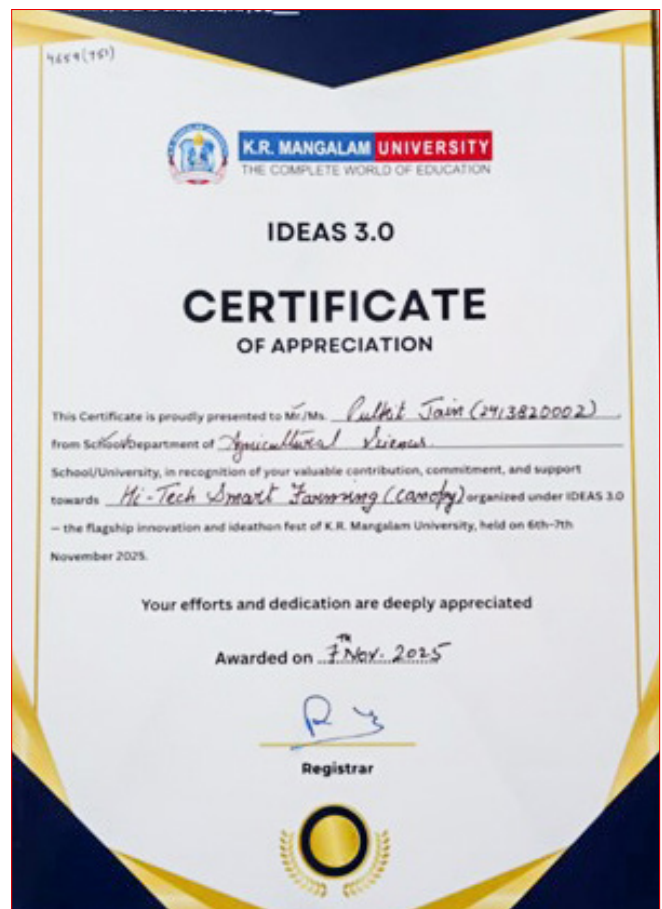 4659(751)
K.R. MANGALAM UNIVERSITY
THE COMPLETE WORLD OF EDUCATION
IDEAS 3.0
CERTIFICATE
OF APPRECIATION
This Certificate is proudly presented to Mr./Ms. Pulkit Jain (2413820002)
from School/Department of Agricultural Sciences.
School/University, in recognition of your valuable contribution, commitment, and support
towards Hi-Tech Smart Farming (canopy) organized under IDEAS 3.0
– the flagship innovation and ideathon fest of K.R. Mangalam University, held on 6th-7th
November 2025.
Your efforts and dedication are deeply appreciated
Awarded on 7TH Nov. 2025
Registrar